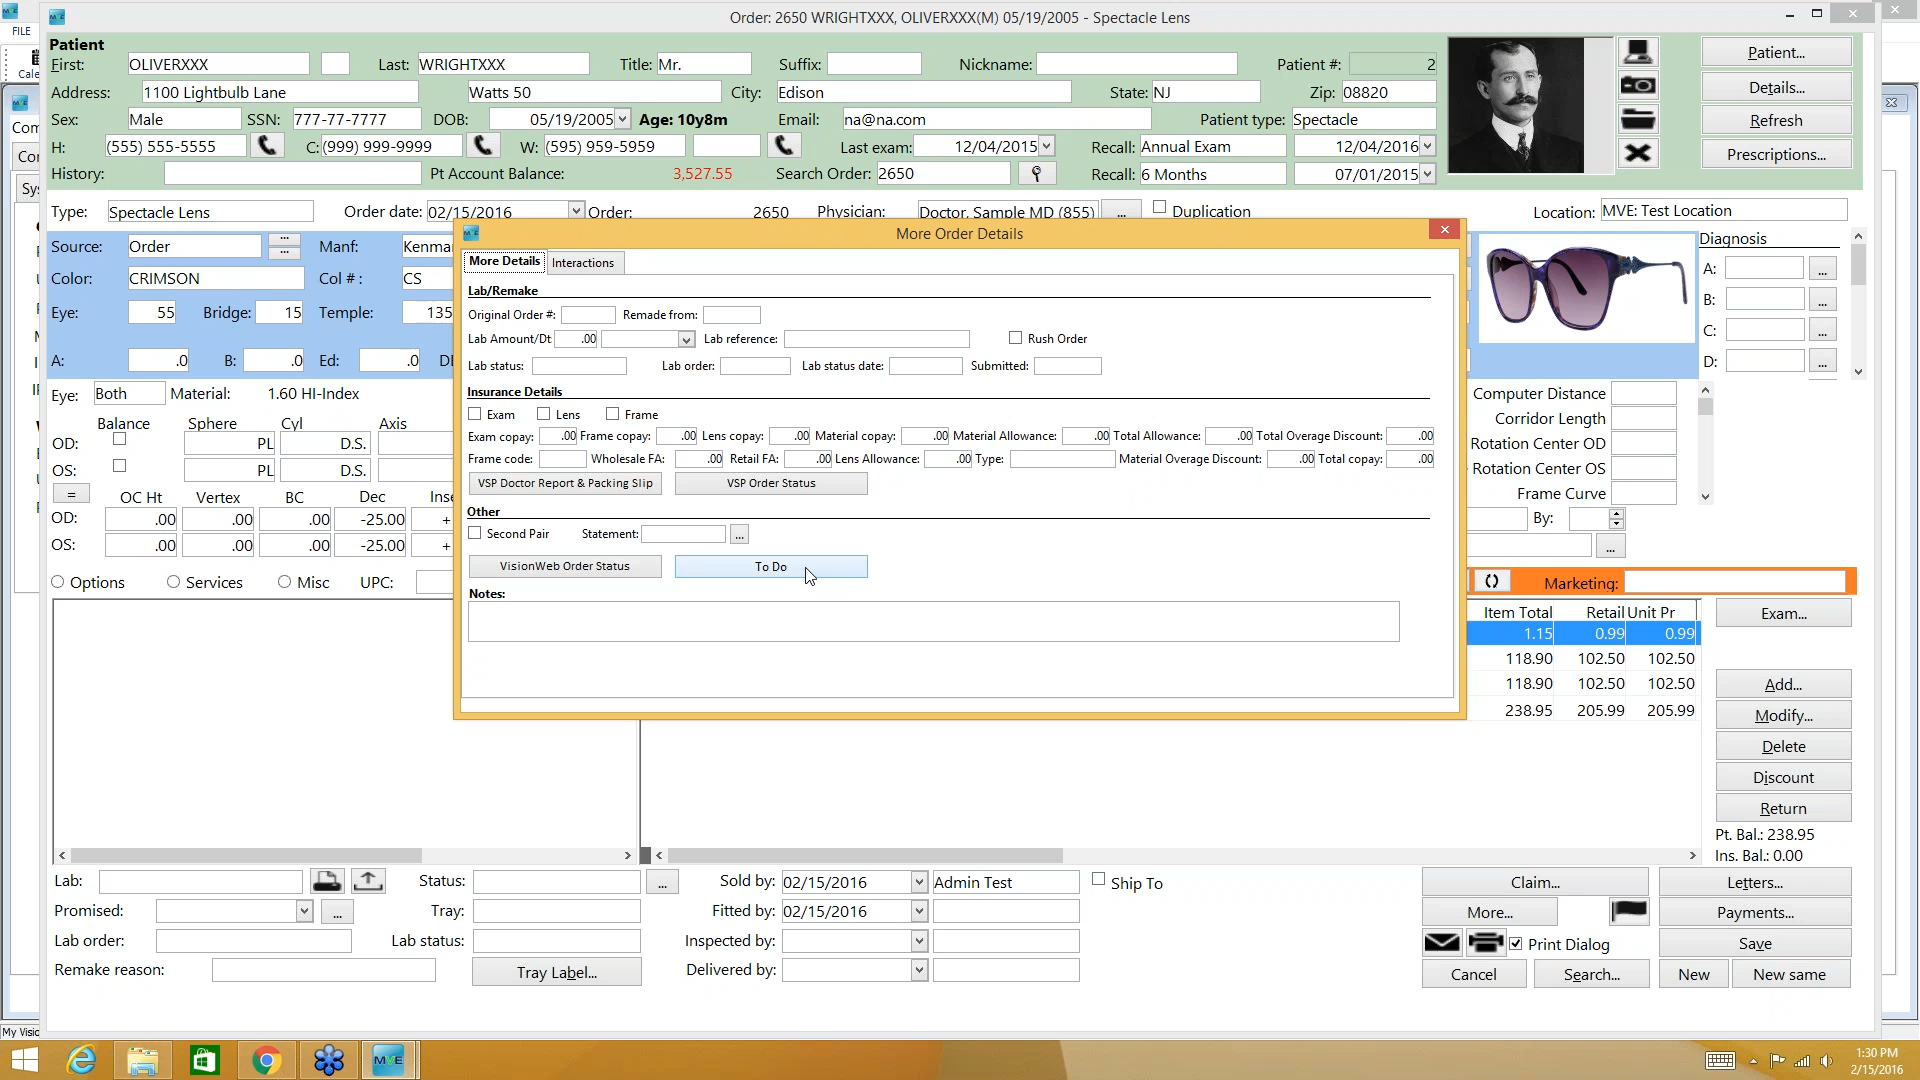 Order: 2650 WRIGHTXXX, OLIVERXXX(M) 05/19/2005 - Spectacle Lens
FILE
Patient
First: OLIVERXXX Last: WRIGHTXXX Title: Mr. Suffix: Nickname: Patient #: 2 Patient...
Address: 1100 Lightbulb Lane Watts 50 City: Edison State: NJ Zip: 08820 Details...
Sex: Male SSN: 777-77-7777 DOB: 05/19/2005 Age: 10y8m Email: na@na.com Patient type: Spectacle Refresh
H: (555) 555-5555 C: (999) 999-9999 W: (595) 959-5959 Last exam: 12/04/2015 Recall: Annual Exam 12/04/2016 Prescriptions...
History: Pt Account Balance: 3,527.55 Search Order: 2650 Recall: 6 Months 07/01/2015
Type: Spectacle Lens Order date: 02/15/2016 Order: 2650 Physician: Doctor, Sample MD (855) ... Duplication Location: MVE: Test Location
Source: Order Manf: Kenma
Color: CRIMSON Col #: CS
Eye: 55 Bridge: 15 Temple: 135
A: .0 B: .0 Ed: .0
Eye: Both Material: 1.60 HI-Index
Balance Sphere Cyl Axis
OD: PL D.S.
OS: PL D.S.
= OC Ht Vertex BC Dec Inse
OD: .00 .00 .00 -25.00 +
OS: .00 .00 .00 -25.00 +
Options Services Misc UPC:
More Order Details
More Details Interactions
Lab/Remake
Original Order #: Remade from:
Lab Amount/Dt .00 Lab reference: Rush Order
Lab status: Lab order: Lab status date: Submitted:
Insurance Details
Exam Lens Frame
Exam copay: .00 Frame copay: .00 Lens copay: .00 Material copay: .00 Material Allowance: .00 Total Allowance: .00 Total Overage Discount: .00
Frame code: Wholesale FA: .00 Retail FA: .00 Lens Allowance: .00 Type: Material Overage Discount: .00 Total copay: .00
VSP Doctor Report & Packing Slip VSP Order Status
Other
Second Pair Statement: ...
VisionWeb Order Status To Do
Notes:
Diagnosis
A: ...
B: ...
C: ...
D: ...
Computer Distance
Corridor Length
Rotation Center OD
Rotation Center OS
Frame Curve
By:
...
Marketing:
Item Total Retail Unit Pr Exam...
1.15 0.99 0.99
118.90 102.50 102.50
118.90 102.50 102.50 Add...
238.95 205.99 205.99 Modify...
Delete
Discount
Return
Pt. Bal.: 238.95
Ins. Bal.: 0.00
Lab: Status: ... Sold by: 02/15/2016 Admin Test Ship To Claim... Letters...
Promised: ... Tray: Fitted by: 02/15/2016 More... Payments...
Lab order: Lab status: Inspected by: Print Dialog Save
Remake reason: Tray Label... Delivered by: Cancel Search... New New same
MVE
1:30 PM
2/15/2016